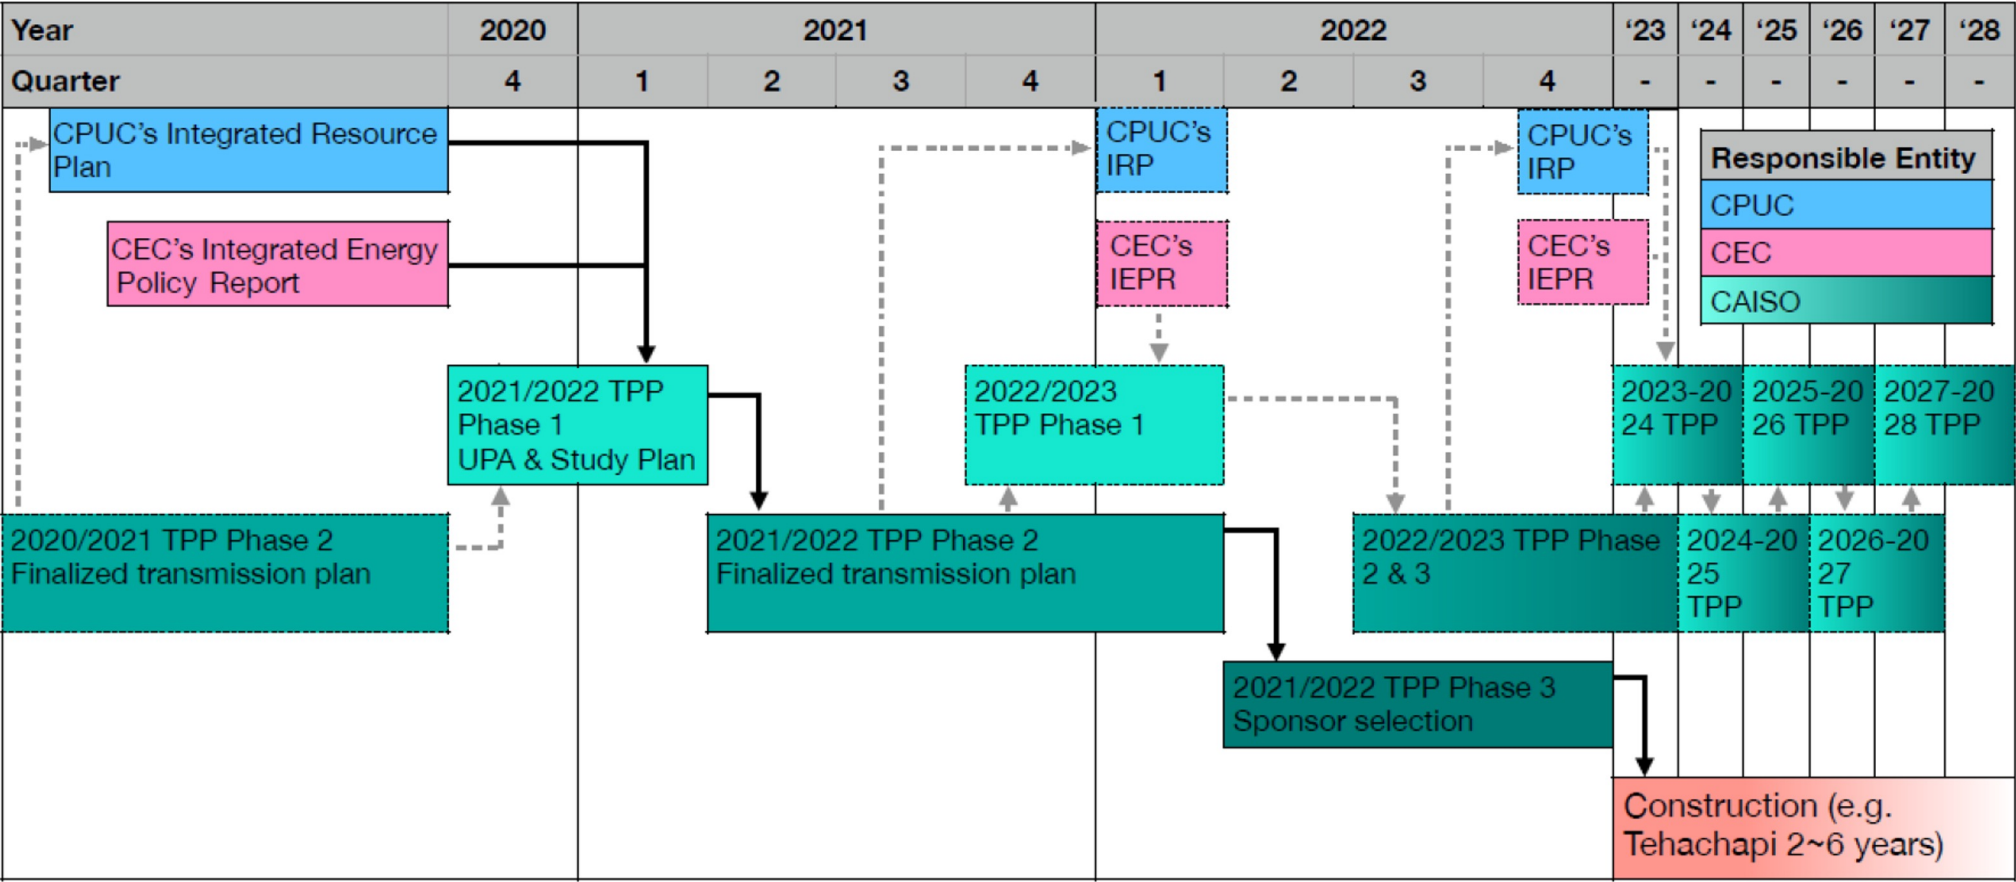 Year 2020 2021 2022 ‘23 ‘24 ‘25 ‘26 ‘27 ‘28
Quarter 4 1 2 3 4 1 2 3 4 - - - - - -
CPUC’s Integrated Resource
Plan
CPUC’s
IRP
CPUC’s
IRP
Responsible Entity
CPUC
CEC
CAISO
CEC’s Integrated Energy
Policy Report
CEC’s
IEPR
CEC’s
IEPR
2021/2022 TPP
Phase 1
UPA & Study Plan
2022/2023
TPP Phase 1
2023-20
24 TPP
2025-20
26 TPP
2027-20
28 TPP
2020/2021 TPP Phase 2
Finalized transmission plan
2021/2022 TPP Phase 2
Finalized transmission plan
2022/2023 TPP Phase
2 & 3
2024-20
25
TPP
2026-20
27
TPP
2021/2022 TPP Phase 3
Sponsor selection
Construction (e.g.
Tehachapi 2~6 years)